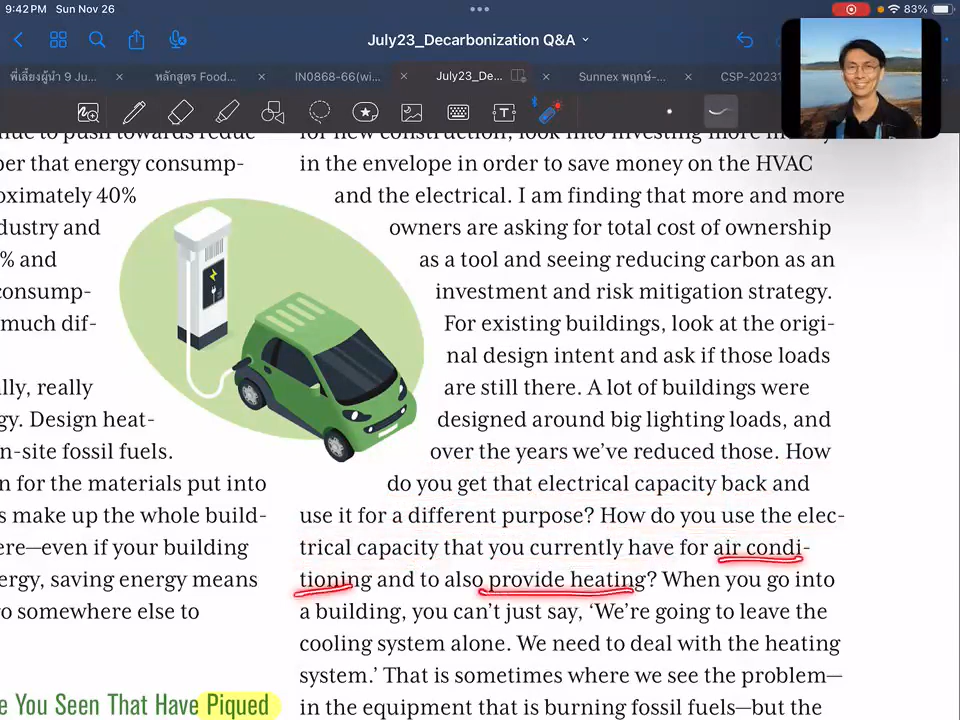 9:42 PM Sun Nov 26
83%
July23_Decarbonization Q&A
พี่เลี้ยงผู้นำ 9 Ju...
หลักสูตร Food...
IN0868-66(wi...
July23_De...
Sunnex พฤกษ์-...
CSP-20231
per that energy consump-
oximately 40%
dustry and
% and
consump-
much dif-
lly, really
gy. Design heat-
n-site fossil fuels.
n for the materials put into
s make up the whole build-
ere—even if your building
ergy, saving energy means
o somewhere else to
e You Seen That Have Piqued
for new construction, look into investing more
in the envelope in order to save money on the HVAC
and the electrical. I am finding that more and more
owners are asking for total cost of ownership
as a tool and seeing reducing carbon as an
investment and risk mitigation strategy.
For existing buildings, look at the origi-
nal design intent and ask if those loads
are still there. A lot of buildings were
designed around big lighting loads, and
over the years we've reduced those. How
do you get that electrical capacity back and
use it for a different purpose? How do you use the elec-
trical capacity that you currently have for air condi-
tioning and to also provide heating? When you go into
a building, you can't just say, ‘We're going to leave the
cooling system alone. We need to deal with the heating
system.’ That is sometimes where we see the problem—
in the equipment that is burning fossil fuels—but the